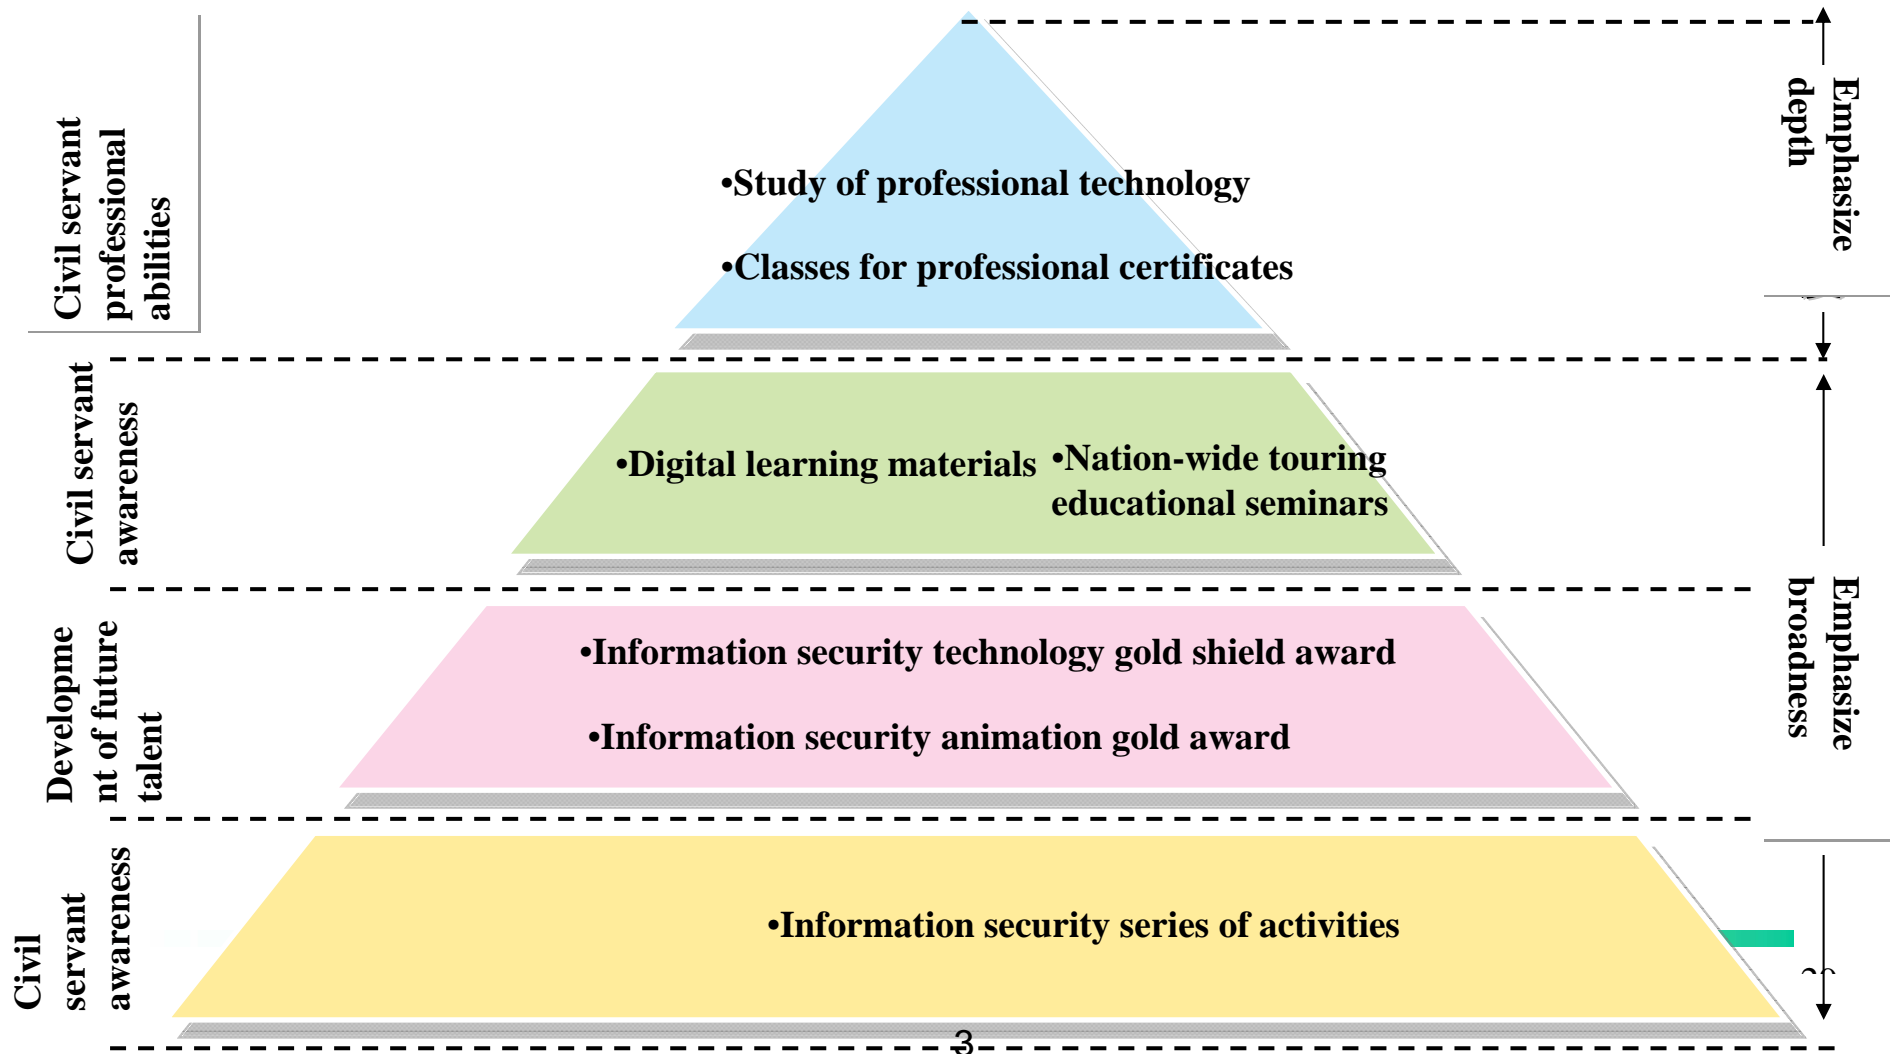 Civil servant
professional
abilities
•Study of professional technology
•Classes for professional certificates
Emphasize
depth
Civil servant
awareness
•Digital learning materials
•Nation-wide touring
educational seminars
Emphasize
broadness
Developme
nt of future
talent
•Information security technology gold shield award
•Information security animation gold award
Civil
servant
awareness
•Information security series of activities
3